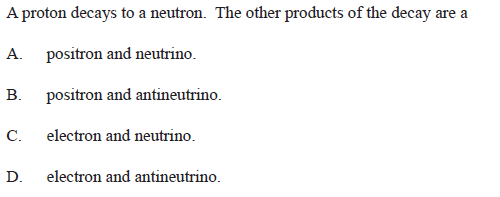 A proton decays to a neutron. The other products of the decay are a
A. positron and neutrino.
B. positron and antineutrino.
C. electron and neutrino.
D. electron and antineutrino.